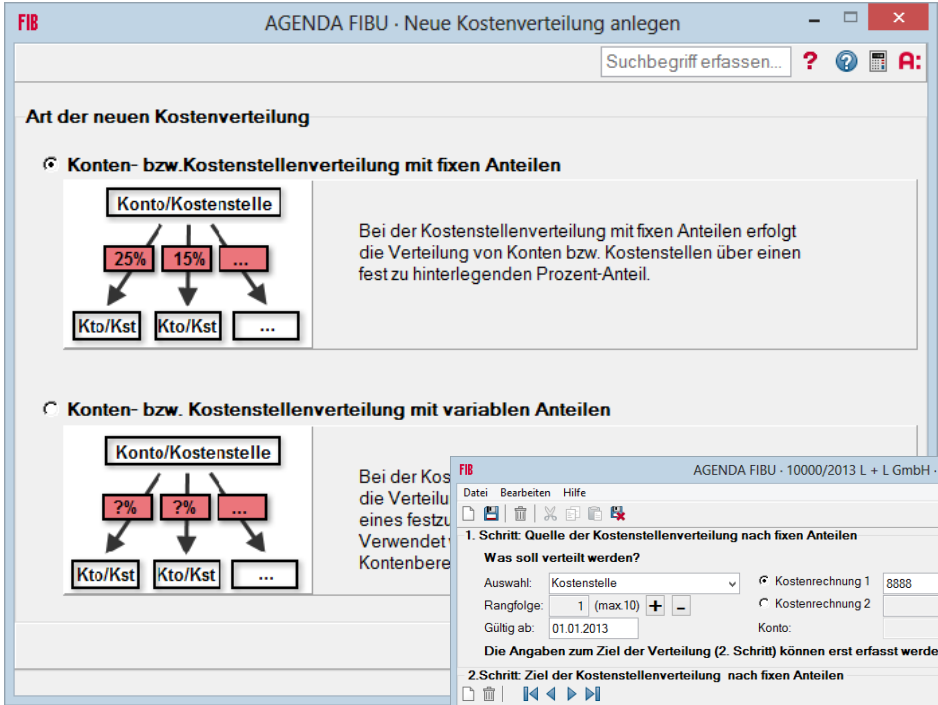 FIB AGENDA FIBU · Neue Kostenverteilung anlegen
Suchbegriff erfassen... ? ? A:
Art der neuen Kostenverteilung
Konten- bzw.Kostenstellenverteilung mit fixen Anteilen
Konto/Kostenstelle
25% 15% ...
Kto/Kst Kto/Kst ...
Bei der Kostenstellenverteilung mit fixen Anteilen erfolgt
die Verteilung von Konten bzw. Kostenstellen über einen
fest zu hinterlegenden Prozent-Anteil.
Konten- bzw. Kostenstellenverteilung mit variablen Anteilen
Konto/Kostenstelle
?% ?% ...
Kto/Kst Kto/Kst ...
Bei der Kos
die Verteilu
eines festzu
Verwendet
Kontenbere
FIB AGENDA FIBU · 10000/2013 L + L GmbH ·
Datei Bearbeiten Hilfe
1. Schritt: Quelle der Kostenstellenverteilung nach fixen Anteilen
Was soll verteilt werden?
Auswahl: Kostenstelle Kostenrechnung 1 8888
Rangfolge: 1 (max.10) + - Kostenrechnung 2
Gültig ab: 01.01.2013 Konto:
Die Angaben zum Ziel der Verteilung (2. Schritt) können erst erfasst werde
2.Schritt: Ziel der Kostenstellenverteilung nach fixen Anteilen